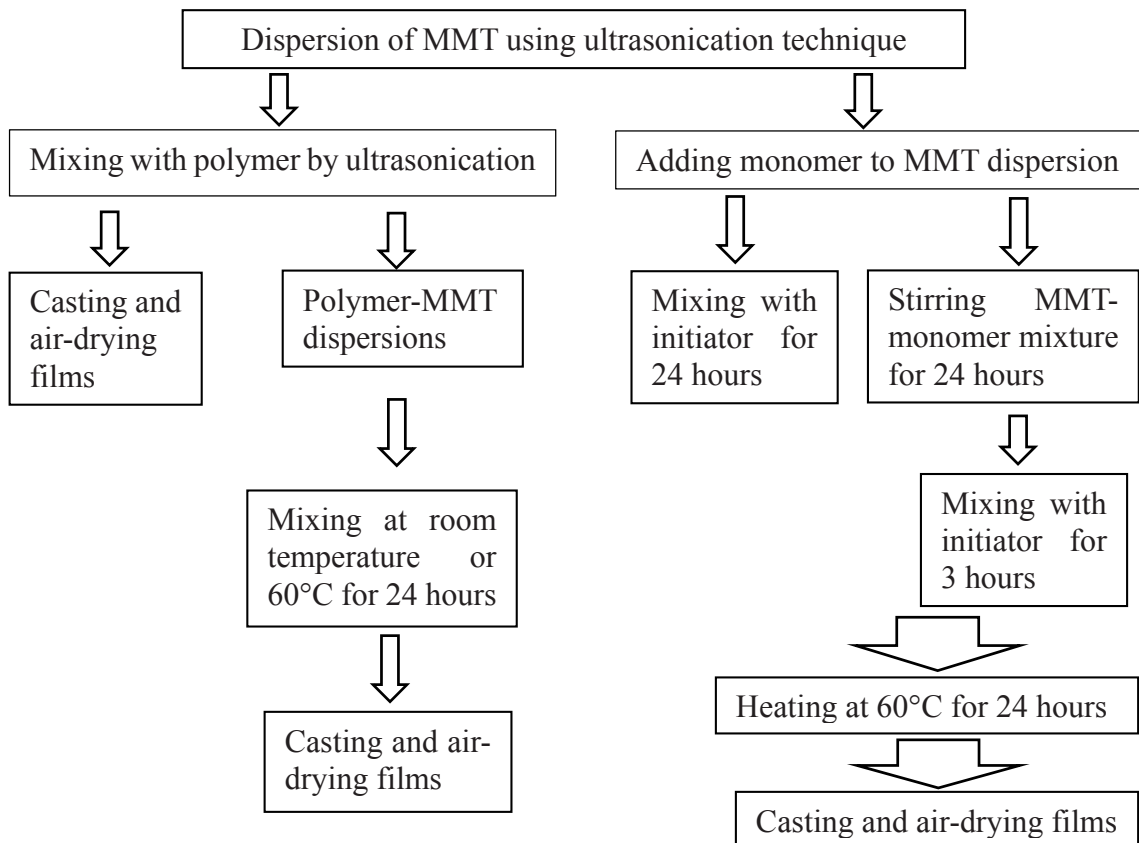 Dispersion of MMT using ultrasonication technique
Mixing with polymer by ultrasonication
Adding monomer to MMT dispersion
Casting and
air-drying
films
Polymer-MMT
dispersions
Mixing with
initiator for
24 hours
Stirring MMT-
monomer mixture
for 24 hours
Mixing at room
temperature or
60°C for 24 hours
Mixing with
initiator for
3 hours
Casting and air-
drying films
Heating at 60°C for 24 hours
Casting and air-drying films